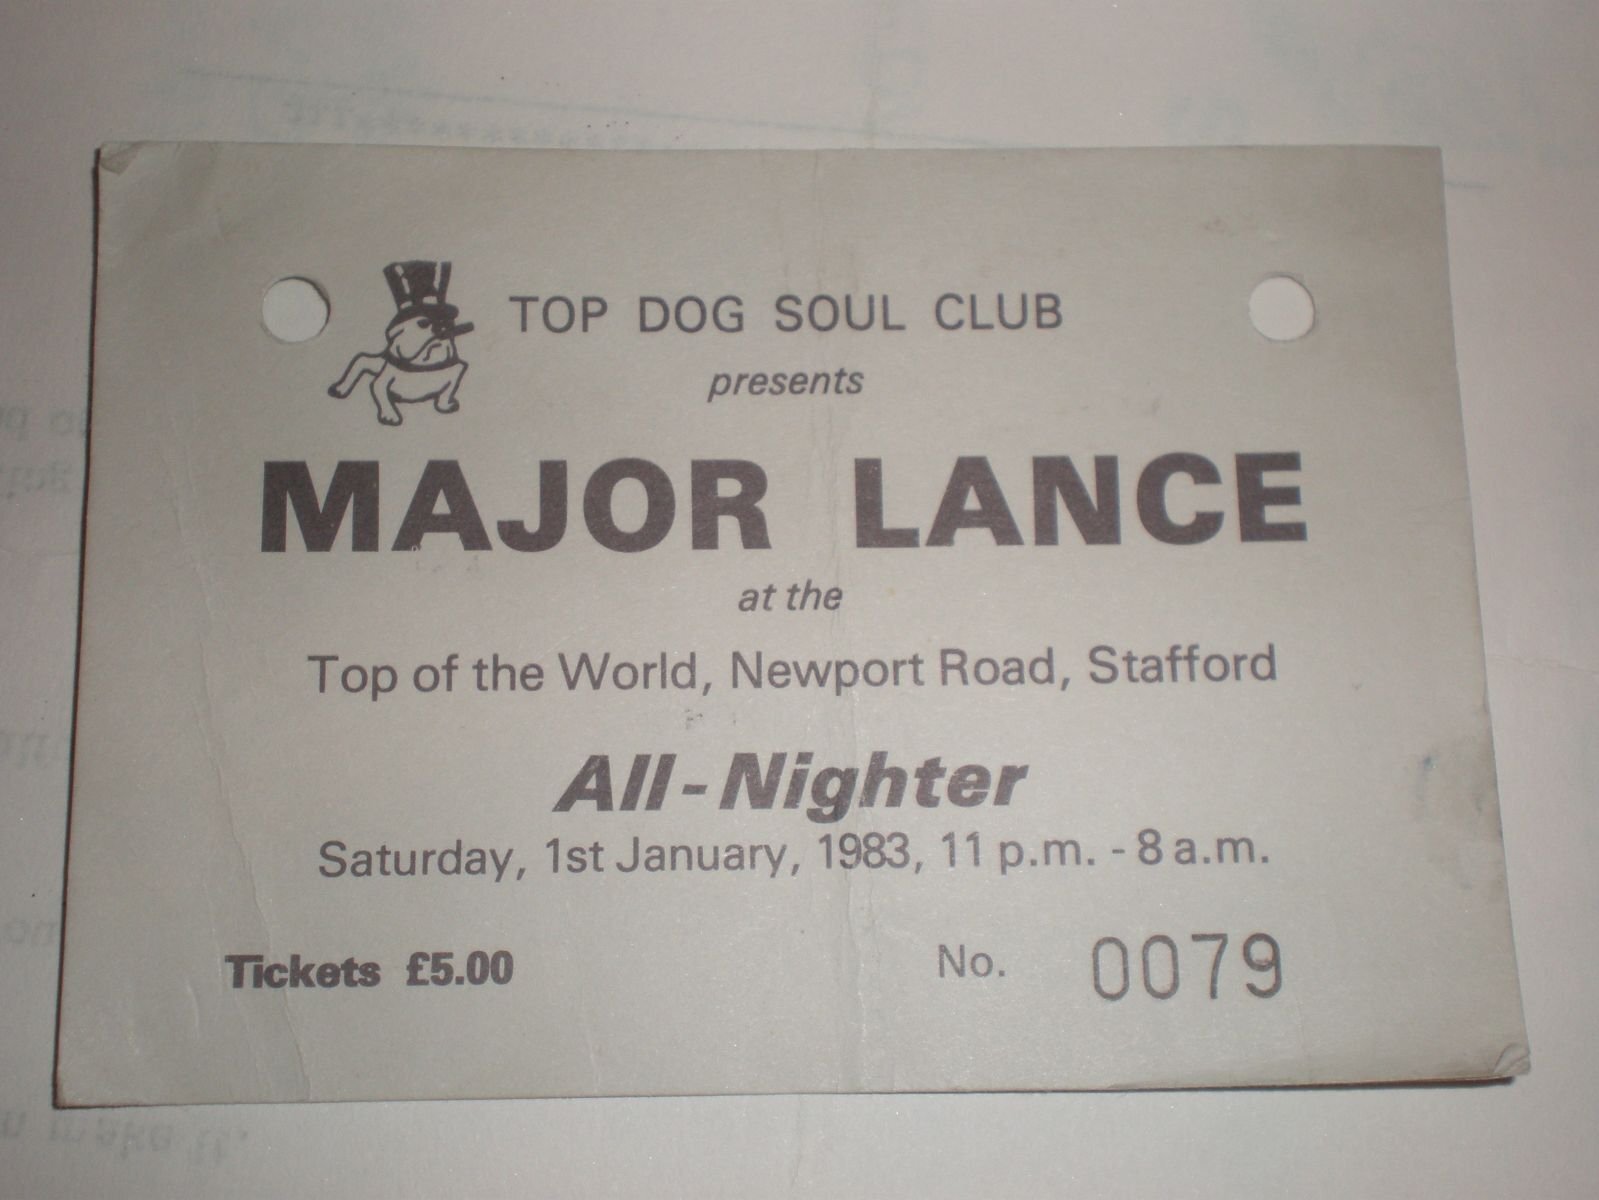 TOP DOG SOUL CLUB
presents
MAJOR LANCE
at the
Top of the World, Newport Road, Stafford
All-Nighter
Saturday, 1st January, 1983, 11 p.m. - 8 a.m.
Tickets £5.00 No. 0079